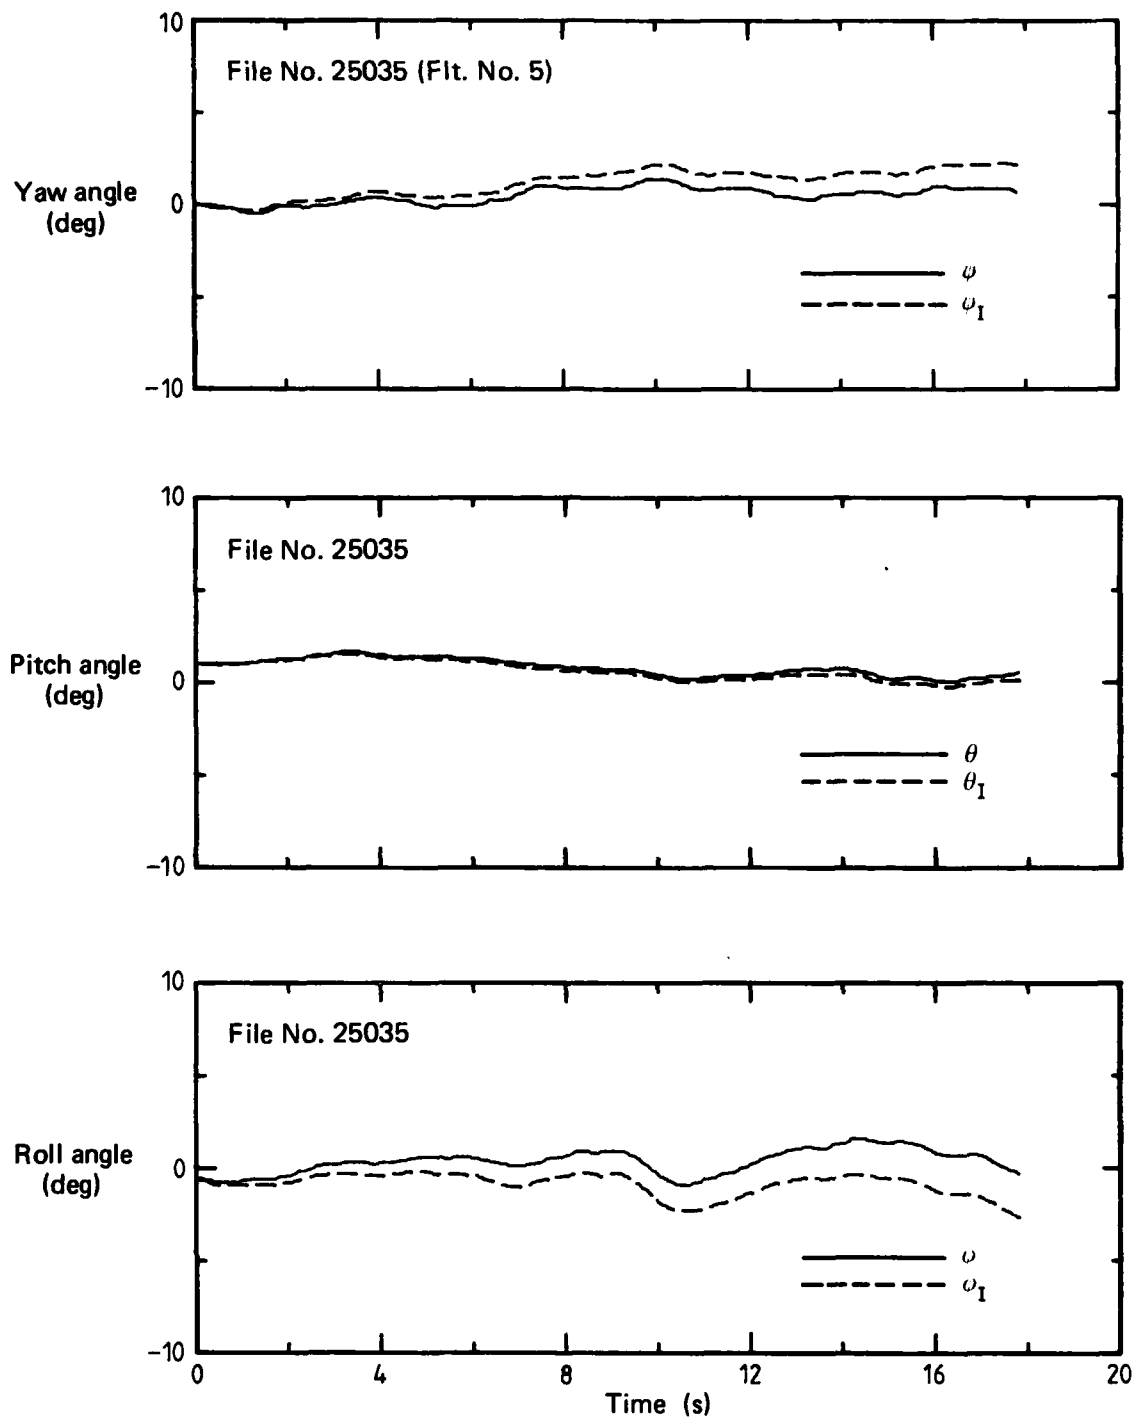 10
File No. 25035 (Flt. No. 5)
Yaw angle
(deg)
0
ψ
ψI
−10
10
File No. 25035
Pitch angle
(deg)
0
θ
θI
−10
10
File No. 25035
Roll angle
(deg)
0
φ
φI
−10
0 4 8 12 16 20
Time (s)